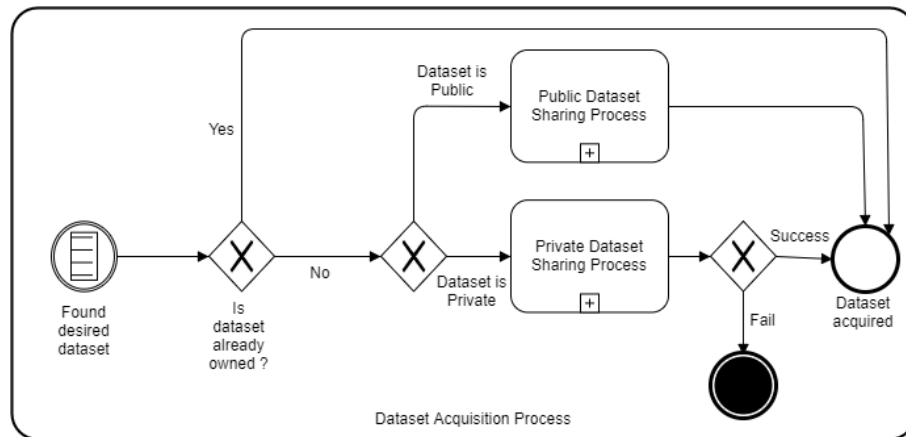 Dataset is
Public
Public Dataset
Sharing Process
Yes
Private Dataset
Sharing Process
Success
No
Dataset is
Private
Found
desired
dataset
Is
dataset
already
owned ?
Dataset
acquired
Fail
Dataset Acquisition Process